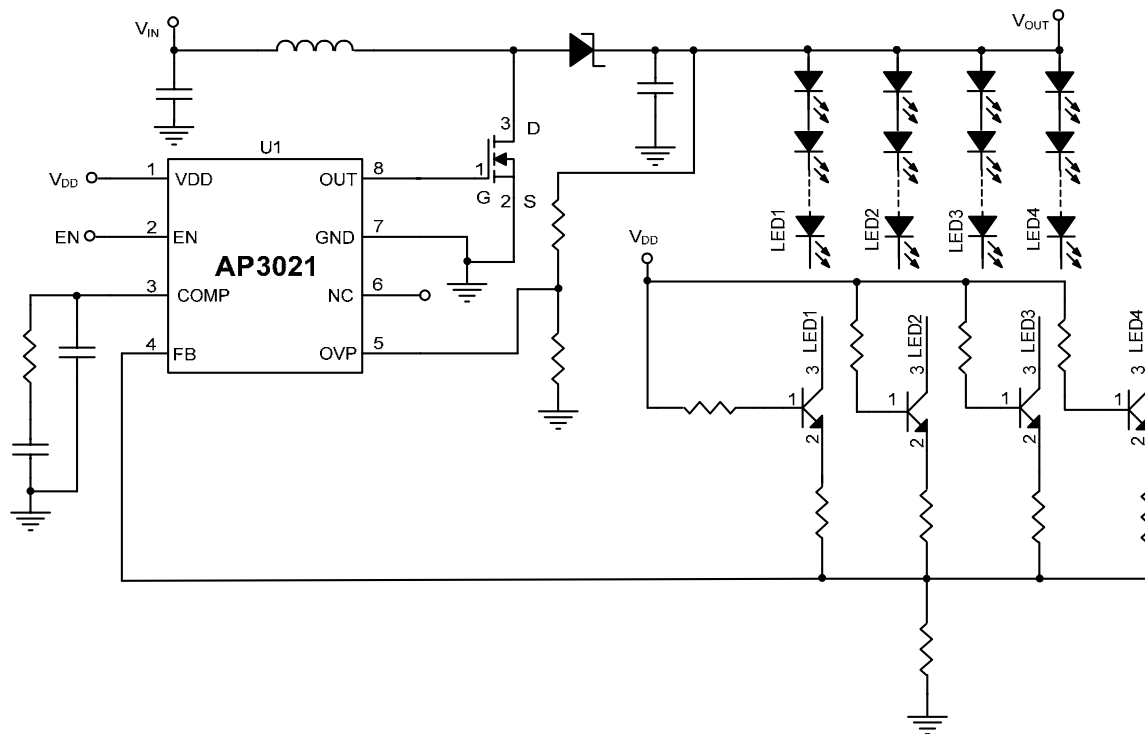 VIN
VOUT
3 D
U1
1 VDD OUT 8
VDD
1
G 2 S
EN 2 EN GND 7
AP3021
3 COMP NC 6
4 FB OVP 5
LED1
LED2
LED3
LED4
VDD
LED1
LED2
LED3
LED4
3
3
3
3
1
1
1
1
2
2
2
2